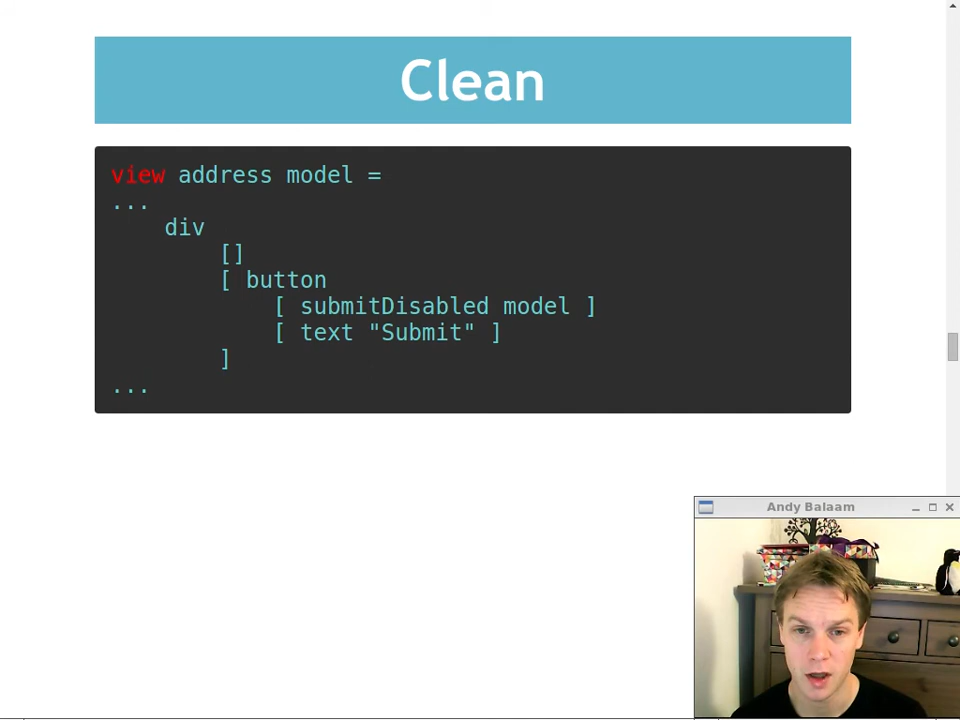 Clean
view address model =
...
    div
        []
        [ button
            [ submitDisabled model ]
            [ text "Submit" ]
        ]
...
Andy Balaam